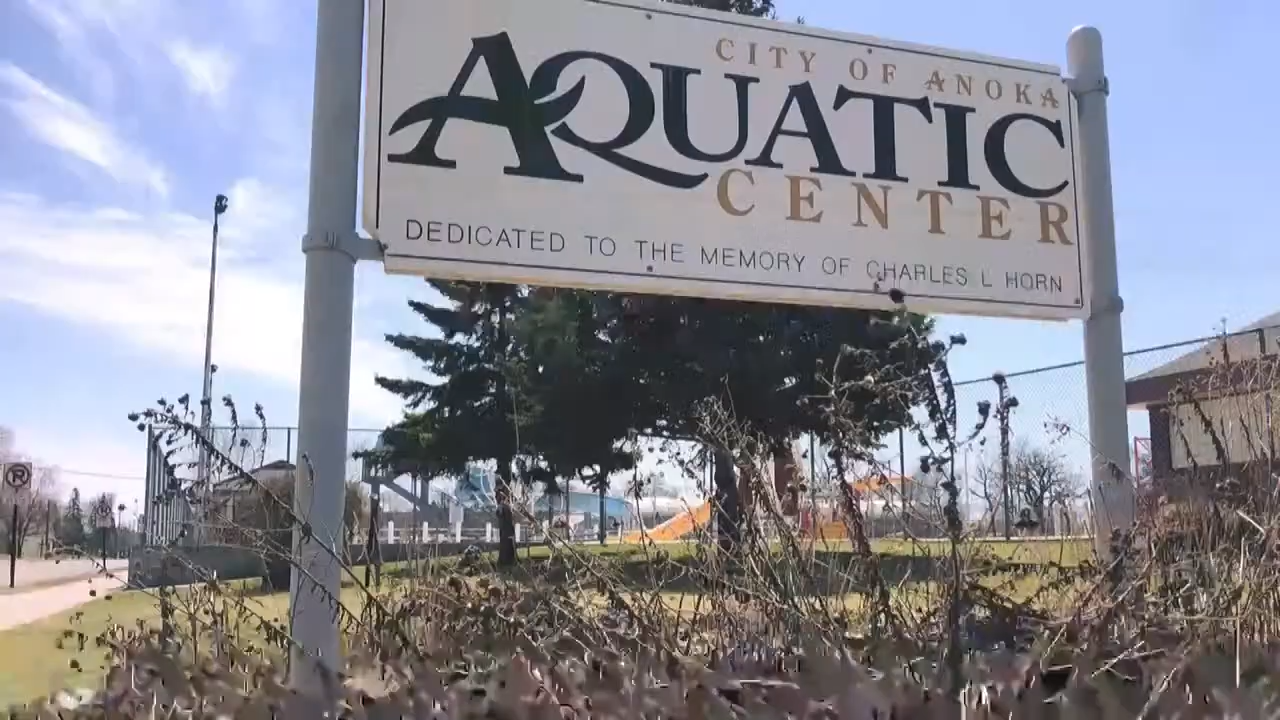 CITY OF ANOKA
AQUATIC
CENTER
DEDICATED TO THE MEMORY OF CHARLES L HORN